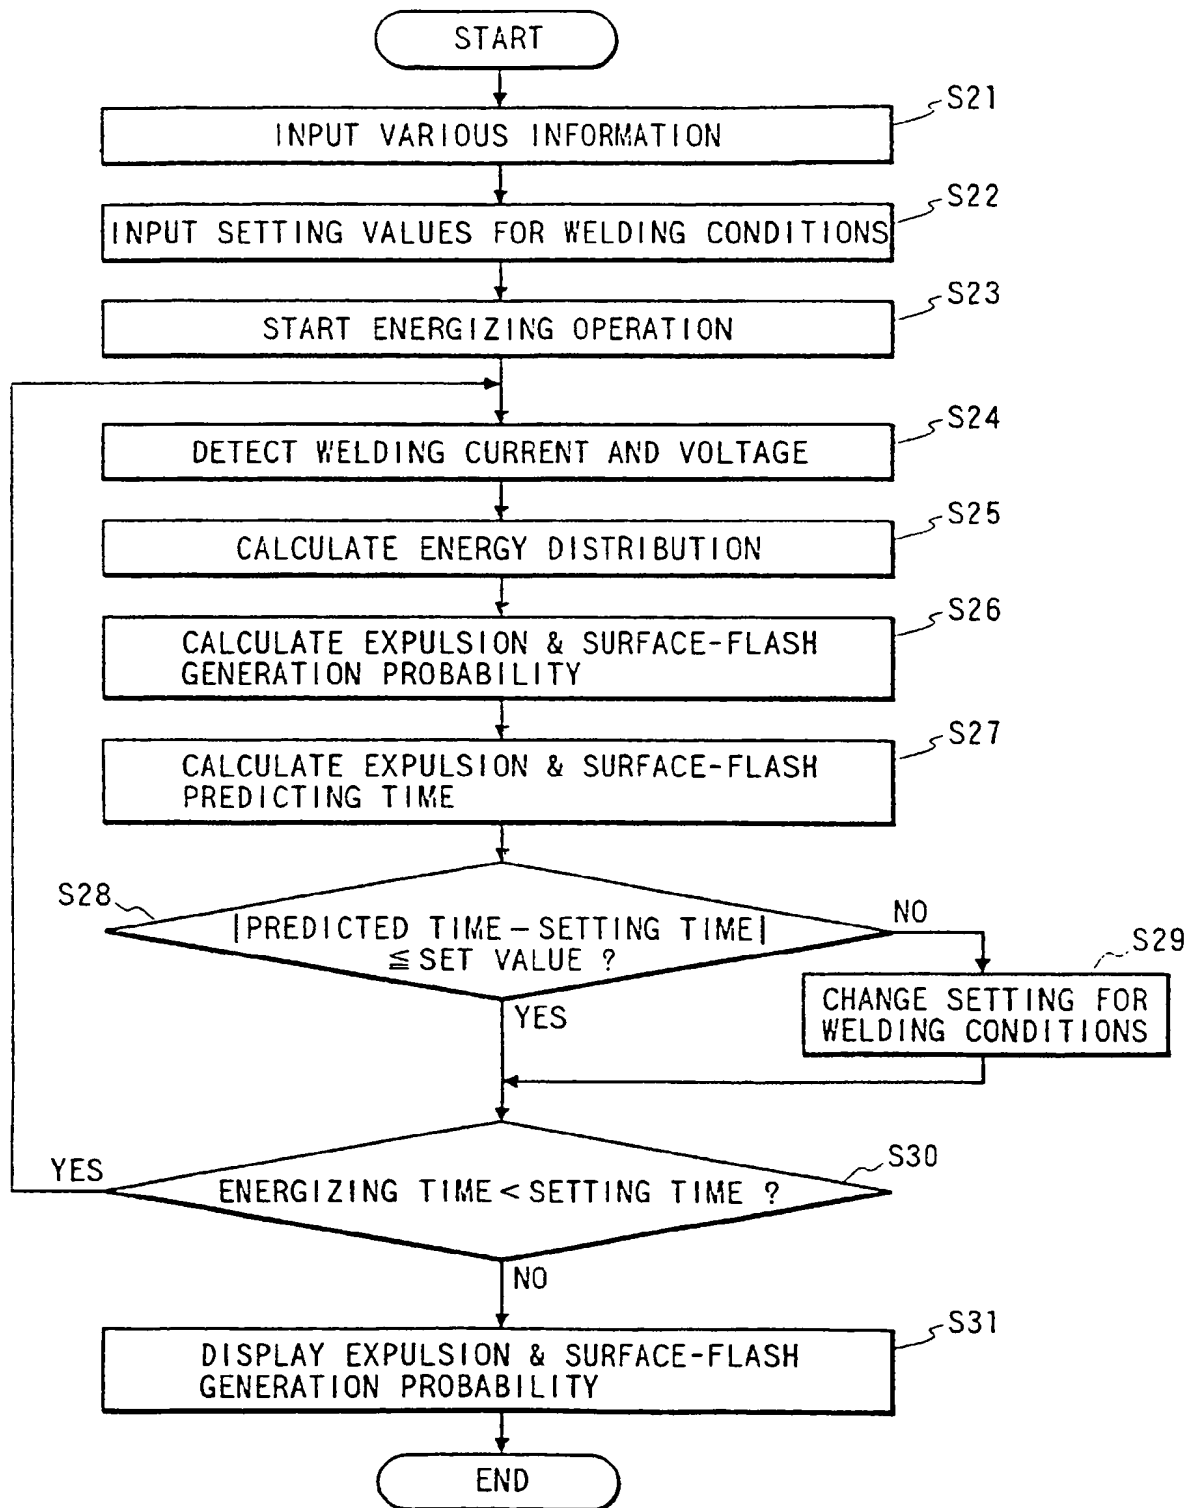 START
S21
INPUT VARIOUS INFORMATION
S22
INPUT SETTING VALUES FOR WELDING CONDITIONS
S23
START ENERGIZING OPERATION
S24
DETECT WELDING CURRENT AND VOLTAGE
S25
CALCULATE ENERGY DISTRIBUTION
S26
CALCULATE EXPULSION & SURFACE-FLASH
GENERATION PROBABILITY
S27
CALCULATE EXPULSION & SURFACE-FLASH
PREDICTING TIME
S28
|PREDICTED TIME – SETTING TIME|
≦ SET VALUE ?
NO
YES
S29
CHANGE SETTING FOR
WELDING CONDITIONS
S30
ENERGIZING TIME < SETTING TIME ?
YES
NO
S31
DISPLAY EXPULSION & SURFACE-FLASH
GENERATION PROBABILITY
END